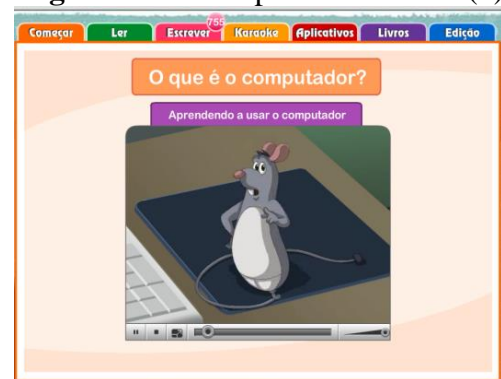 Começar Ler Escrever Karaoke Aplicativos Livros Edição
755
O que é o computador?
Aprendendo a usar o computador